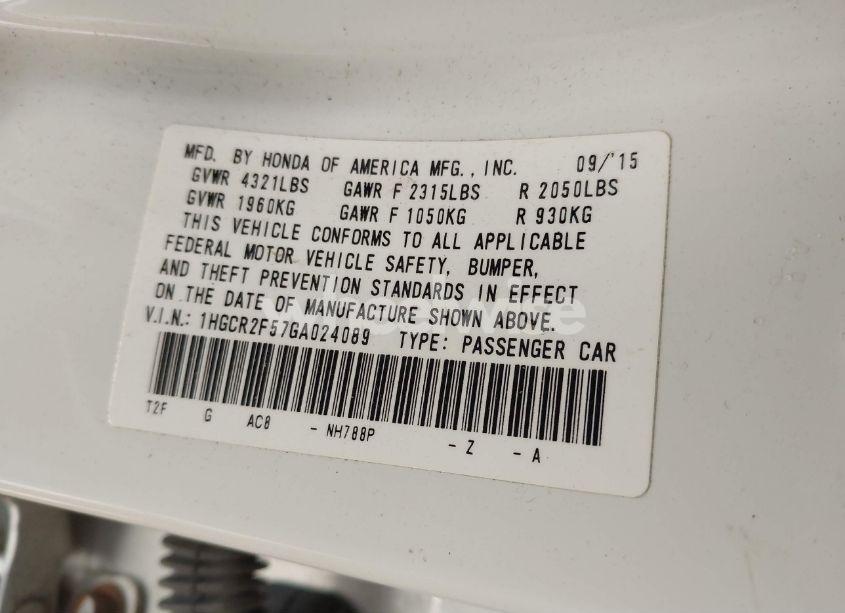 MFD. BY HONDA OF AMERICA MFG., INC. 09/'15
GVWR 4321LBS GAWR F 2315LBS R 2050LBS
GVWR 1960KG GAWR F 1050KG R 930KG
THIS VEHICLE CONFORMS TO ALL APPLICABLE
FEDERAL MOTOR VEHICLE SAFETY, BUMPER,
AND THEFT PREVENTION STANDARDS IN EFFECT
ON THE DATE OF MANUFACTURE SHOWN ABOVE.
V.I.N.: 1HGCR2F57GA024089 TYPE: PASSENGER CAR
T2F G AC8 - NH788P - Z - A